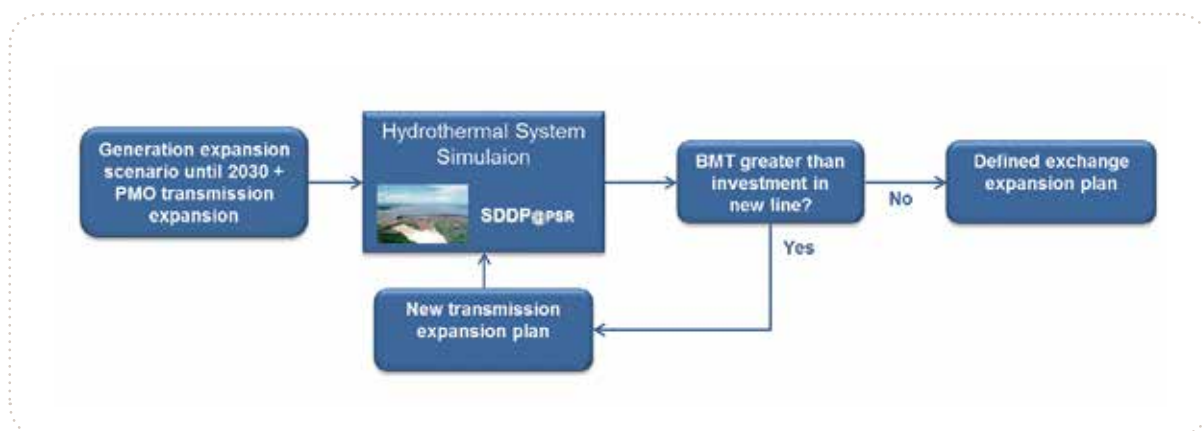 Generation expansion
scenario until 2030 +
PMO transmission
expansion
Hydrothermal System
Simulaion
SDDP@PSR
BMT greater than
investment in
new line?
No
Defined exchange
expansion plan
Yes
New transmission
expansion plan